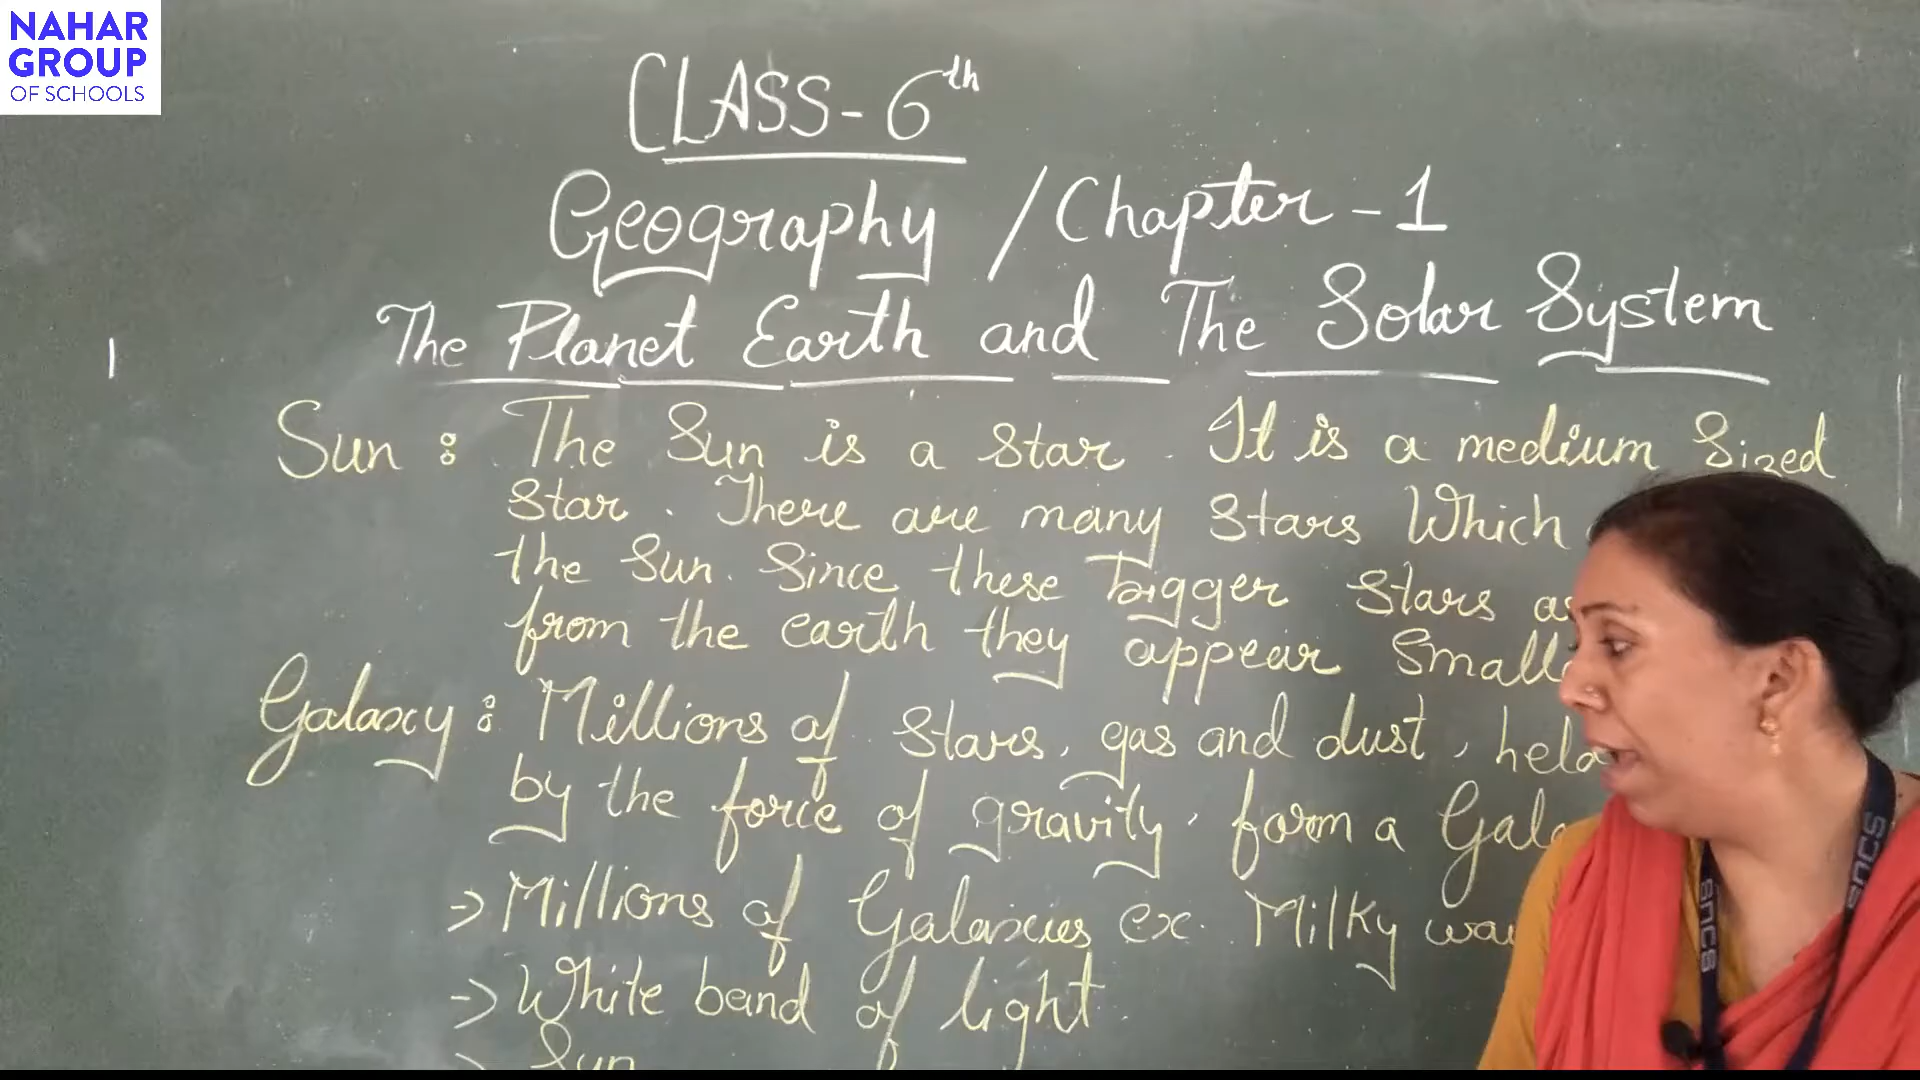 NAHAR
GROUP
OF SCHOOLS
CLASS-6th
Geography / Chapter-1
The Planet Earth and The Solar System
Sun : The Sun is a star. It is a medium sized
star. There are many stars which
the Sun. Since these bigger stars
from the earth they appear
Galaxy : Millions of stars, gas and dust,
by the force of gravity, form a
-> Millions of Galaxies ex. Milky
-> White band of light
Sun
SNCS
SNCS